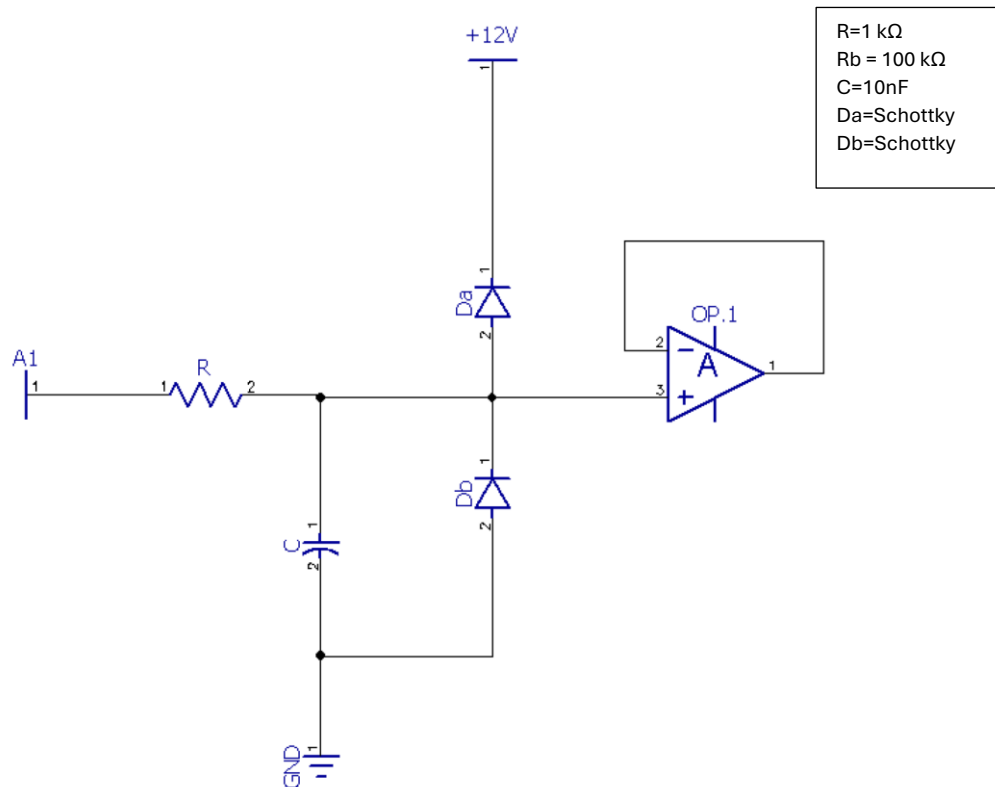 +12V
1
R=1 kΩ
Rb = 100 kΩ
C=10nF
Da=Schottky
Db=Schottky
1
Da
2
OP.1
2
− A 1
3
+
A1
1
R
1 2
1
Db
2
1
C
2
1
GND